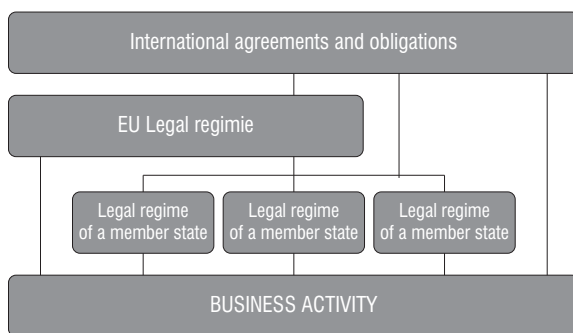 International agreements and obligations
EU Legal regimie
Legal regime
of a member state
Legal regime
of a member state
Legal regime
of a member state
BUSINESS ACTIVITY